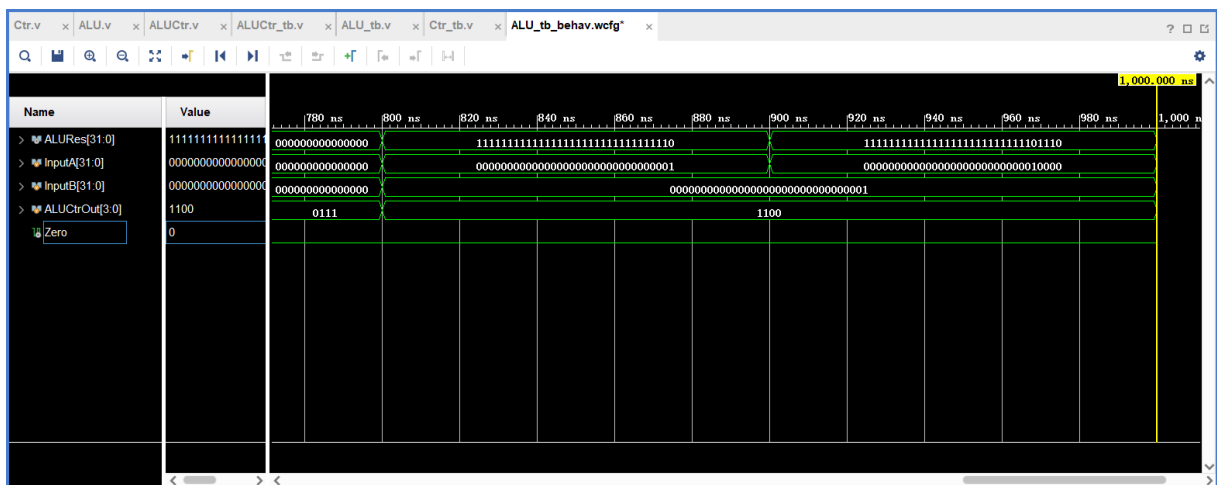 Ctr.v × ALU.v × ALUCtr.v × ALUCtr_tb.v × ALU_tb.v × Ctr_tb.v × ALU_tb_behav.wcfg* ×
1,000.000 ns
Name Value 780 ns 800 ns 820 ns 840 ns 860 ns 880 ns 900 ns 920 ns 940 ns 960 ns 980 ns 1,000 n
ALURes[31:0] 1111111111111111 000000000000000 11111111111111111111111111111110 11111111111111111111111111101110
InputA[31:0] 0000000000000000 000000000000000 00000000000000000000000000000001 00000000000000000000000000010000
InputB[31:0] 0000000000000000 000000000000000 00000000000000000000000000000001
ALUCtrOut[3:0] 1100 0111 1100
Zero 0